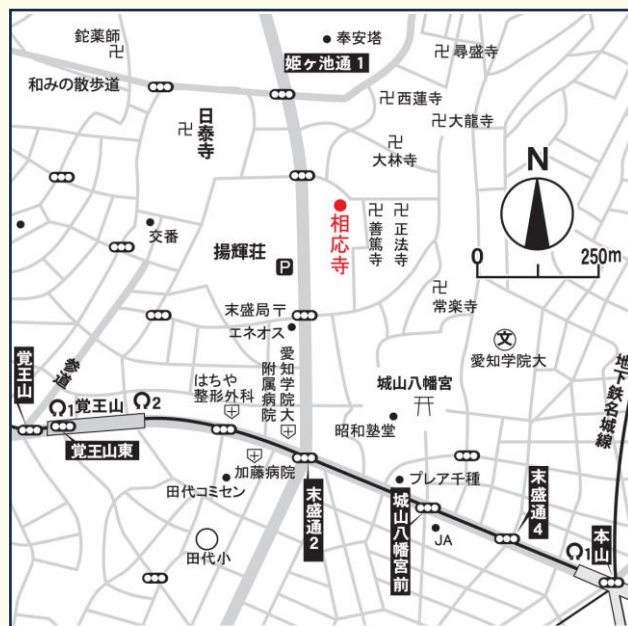 鉈薬師
奉安塔
姫ヶ池通1
尋盛寺
和みの散歩道
西蓮寺
大龍寺
日泰寺
大林寺
N
相応寺
善篤寺
正法寺
0 250m
交番
揚輝荘
P
常楽寺
末盛局〒
エネオス
文
愛知学院大
参道
覚王山
愛知学院大
附属病院
はちや
整形外科
城山八幡宮
地下鉄名城線
1
覚王山
2
覚王山東
昭和塾堂
加藤病院
田代コミセン
末盛通2
プレア千種
城山八幡宮前
末盛通4
JA
田代小
1
本山